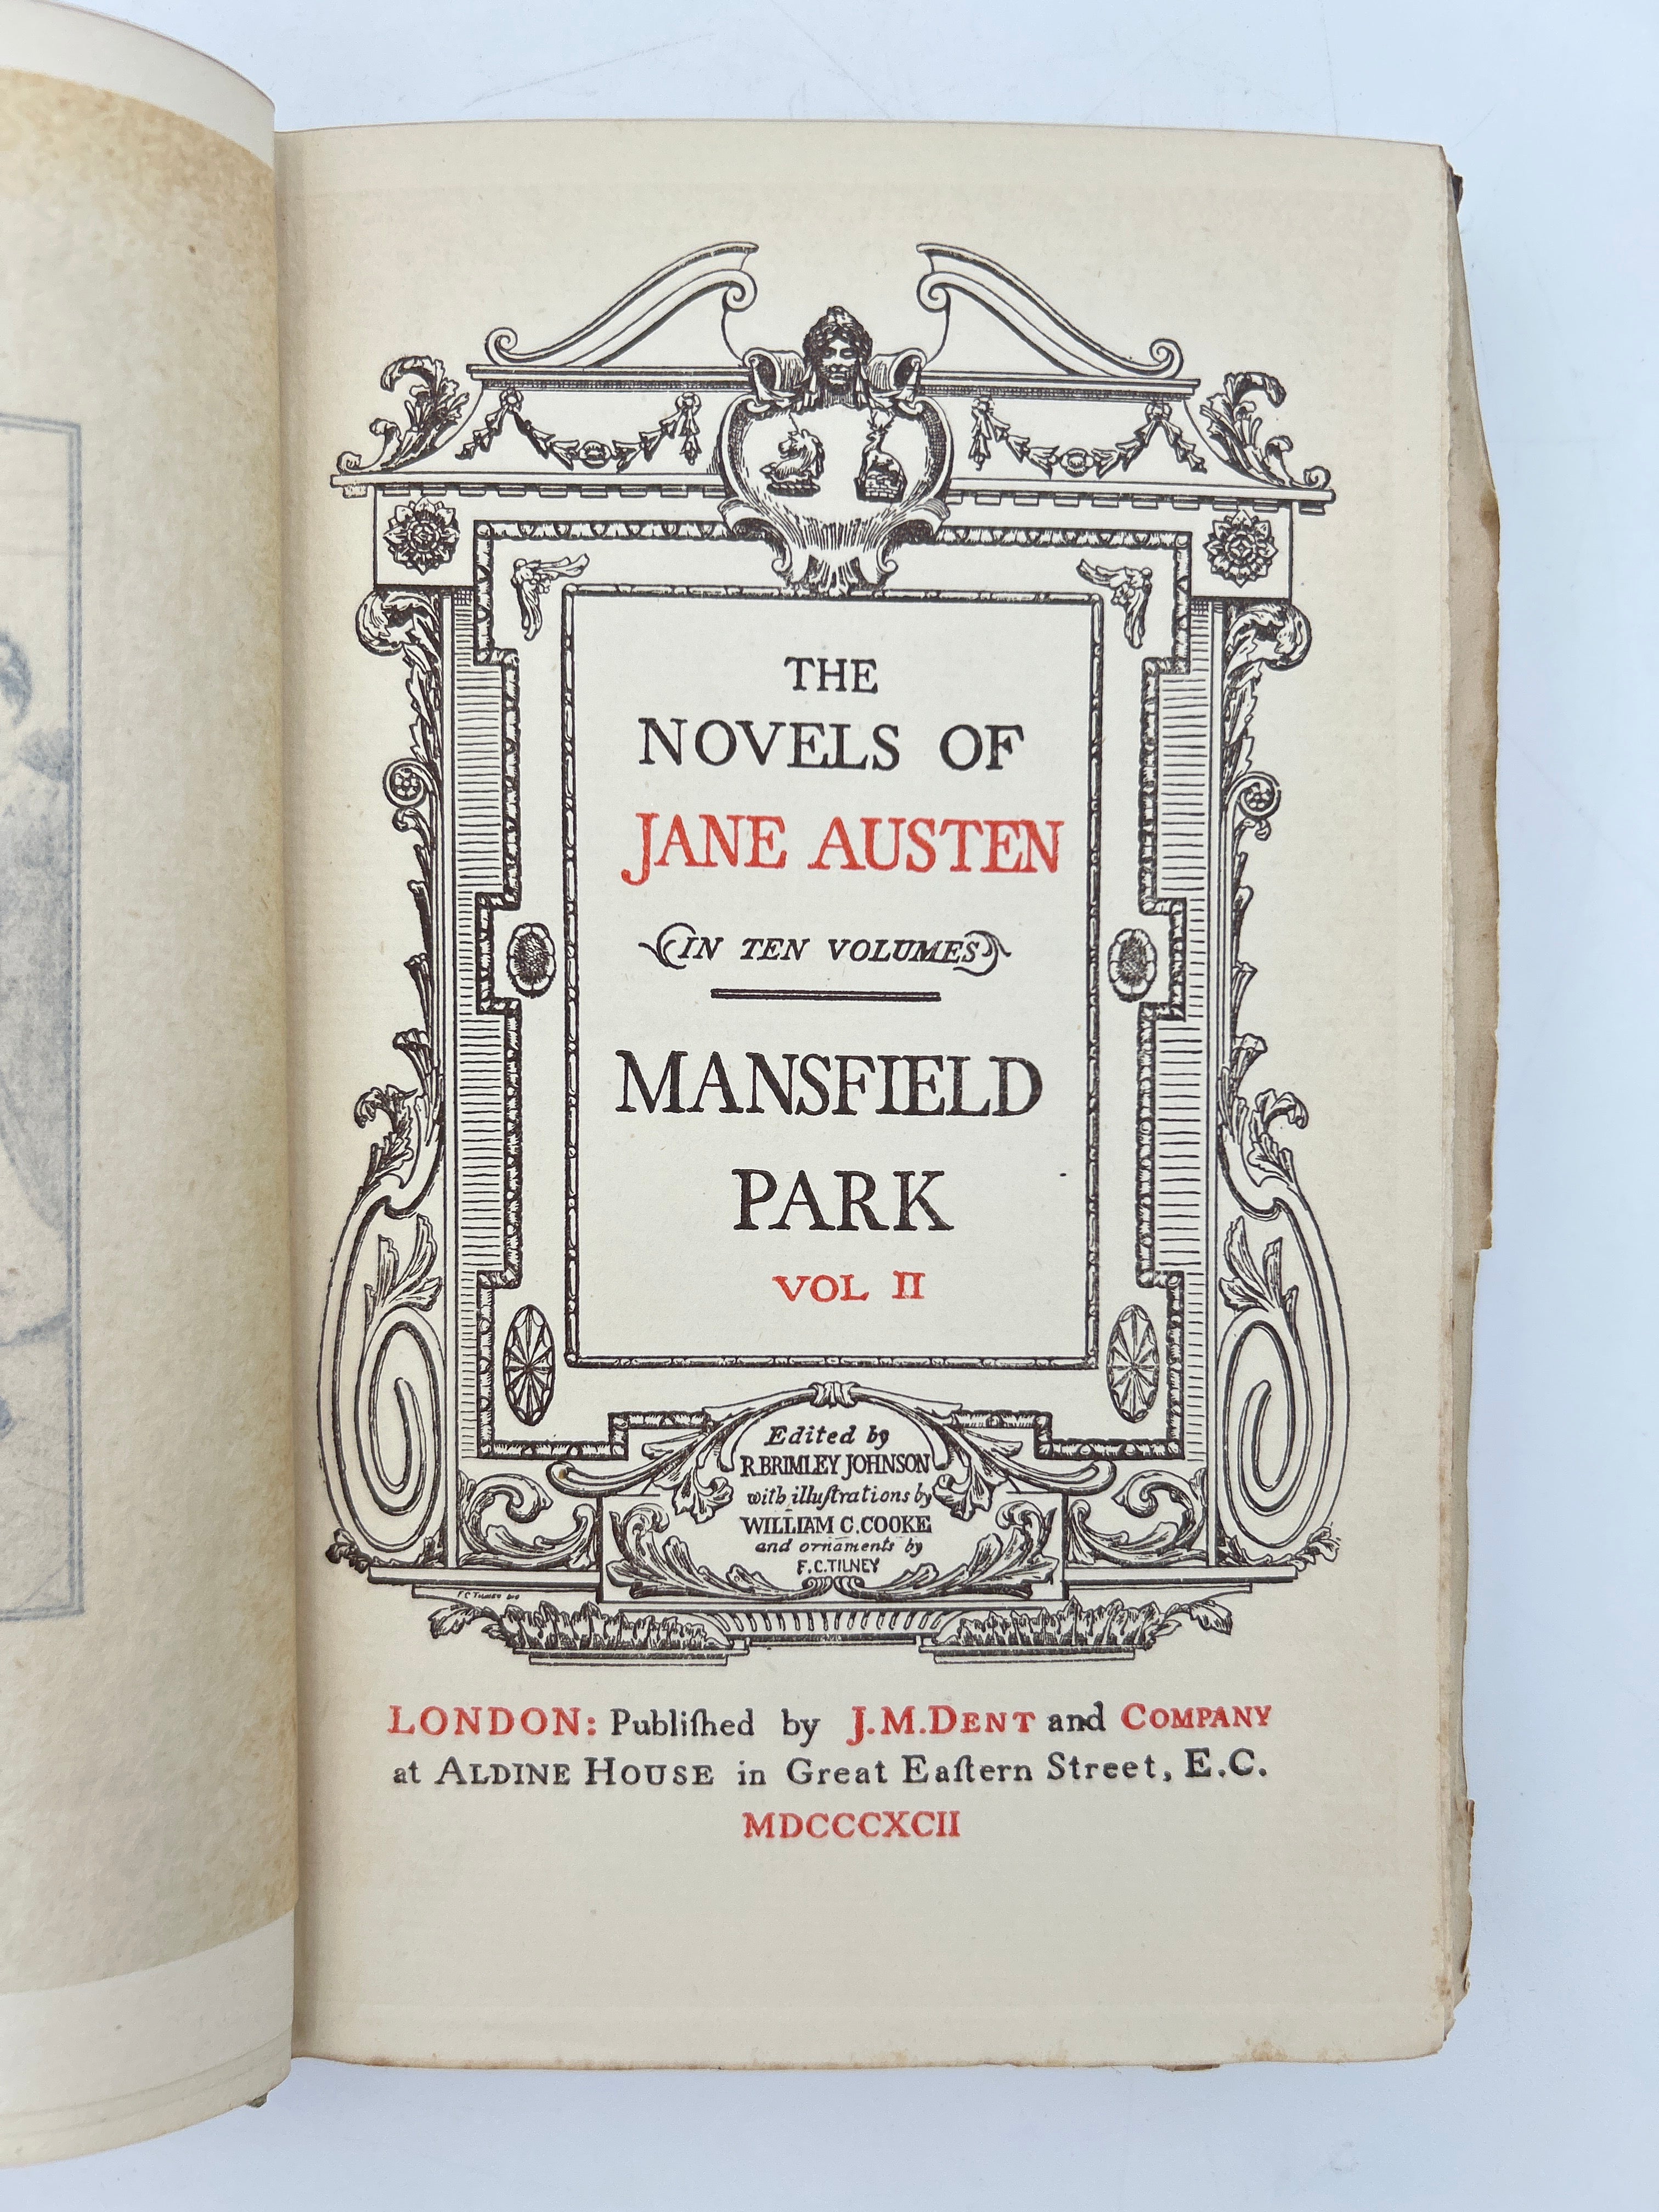 THE
NOVELS OF
JANE AUSTEN
IN TEN VOLUMES
MANSFIELD
PARK
VOL II
Edited by
R. BRIMLEY JOHNSON
with illuſtrations by
WILLIAM C. COOKE
and ornaments by
F. C. TILNEY
F C TILNEY
LONDON: Publiſhed by J. M. DENT and COMPANY
at ALDINE HOUSE in Great Eaſtern Street, E.C.
MDCCCXCII